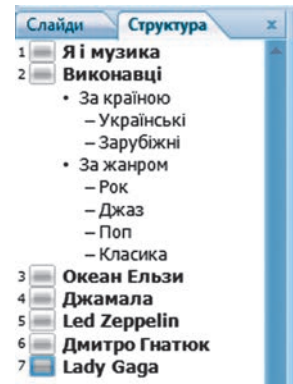 Слайди Структура x
1 Я і музика
2 Виконавці
• За країною
– Українські
– Зарубіжні
• За жанром
– Рок
– Джаз
– Поп
– Класика
3 Океан Ельзи
4 Джамала
5 Led Zeppelin
6 Дмитро Гнатюк
7 Lady Gaga